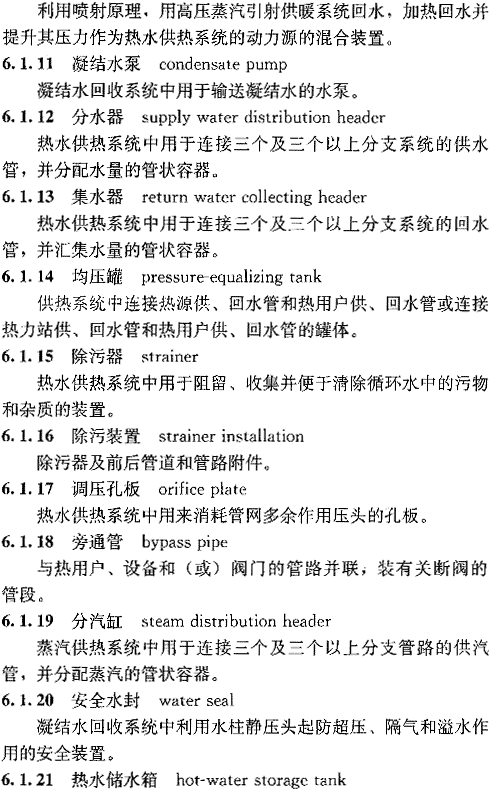 利用喷射原理，用高压蒸汽引射供暖系统回水，加热回水并
提升其压力作为热水供热系统的动力源的混合装置。
6.1.11 凝结水泵 condensate pump
凝结水回收系统中用于输送凝结水的水泵。
6.1.12 分水器 supply water distribution header
热水供热系统中用于连接三个及三个以上分支系统的供水
管，并分配水量的管状容器。
6.1.13 集水器 return water collecting header
热水供热系统中用于连接三个及三个以上分支系统的回水
管，并汇集水量的管状容器。
6.1.14 均压罐 pressure-equalizing tank
供热系统中连接热源供、回水管和热用户供、回水管或连接
热力站供、回水管和热用户供、回水管的罐体。
6.1.15 除污器 strainer
热水供热系统中用于阻留、收集并便于清除循环水中的污物
和杂质的装置。
6.1.16 除污装置 strainer installation
除污器及前后管道和管路附件。
6.1.17 调压孔板 orifice plate
热水供热系统中用来消耗管网多余作用压头的孔板。
6.1.18 旁通管 bypass pipe
与热用户、设备和（或）阀门的管路并联，装有关断阀的
管段。
6.1.19 分汽缸 steam distribution header
蒸汽供热系统中用于连接三个及三个以上分支管路的供汽
管，并分配蒸汽的管状容器。
6.1.20 安全水封 water seal
凝结水回收系统中利用水柱静压头起防超压、隔气和溢水作
用的安全装置。
6.1.21 热水储水箱 hot-water storage tank